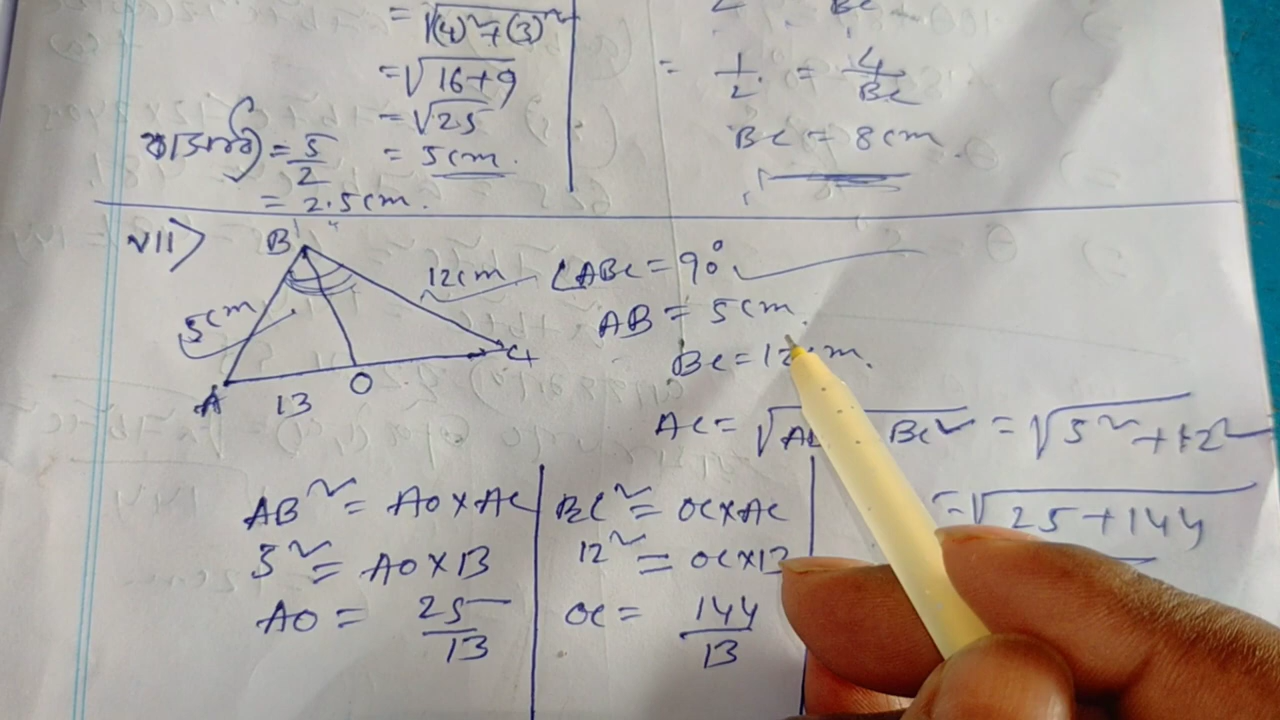 = √(4)²+(3)²
= √16+9
= √25
= 5/2 = 5cm.
= 2.5cm.
= 1/2 = 4/BC
BC = 8cm
vii>
B
12cm
5cm
A
O
C
13
∠ABC = 90°
AB = 5cm.
BC = 12cm.
AC = √A BC² = √5²+12²
= √25+144
AB² = AO×AC
5² = AO×13
AO = 25/13
BC² = OC×AC
12² = OC×13
OC = 144/13